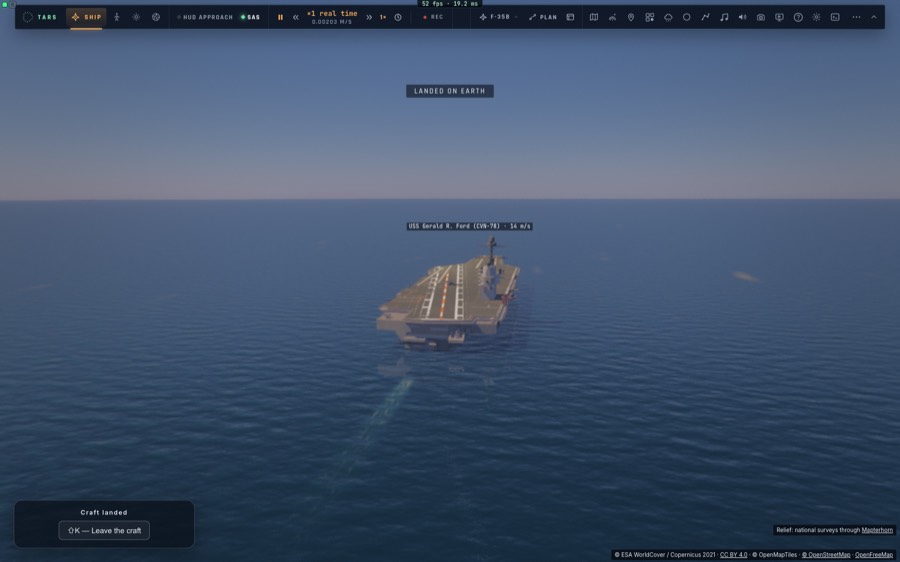 52 fps · 19.2 ms
TARS
SHIP
HUD APPROACH
SAS
×1 real time
0.00203 M/S
1×
REC
F-35B
PLAN
LANDED ON EARTH
USS Gerald R. Ford (CVN-78) · 14 m/s
Craft landed
⇧K — Leave the craft
Relief: national surveys through Mapterhorn
© ESA WorldCover / Copernicus 2021 · CC BY 4.0 · © OpenMapTiles · © OpenStreetMap · OpenFreeMap